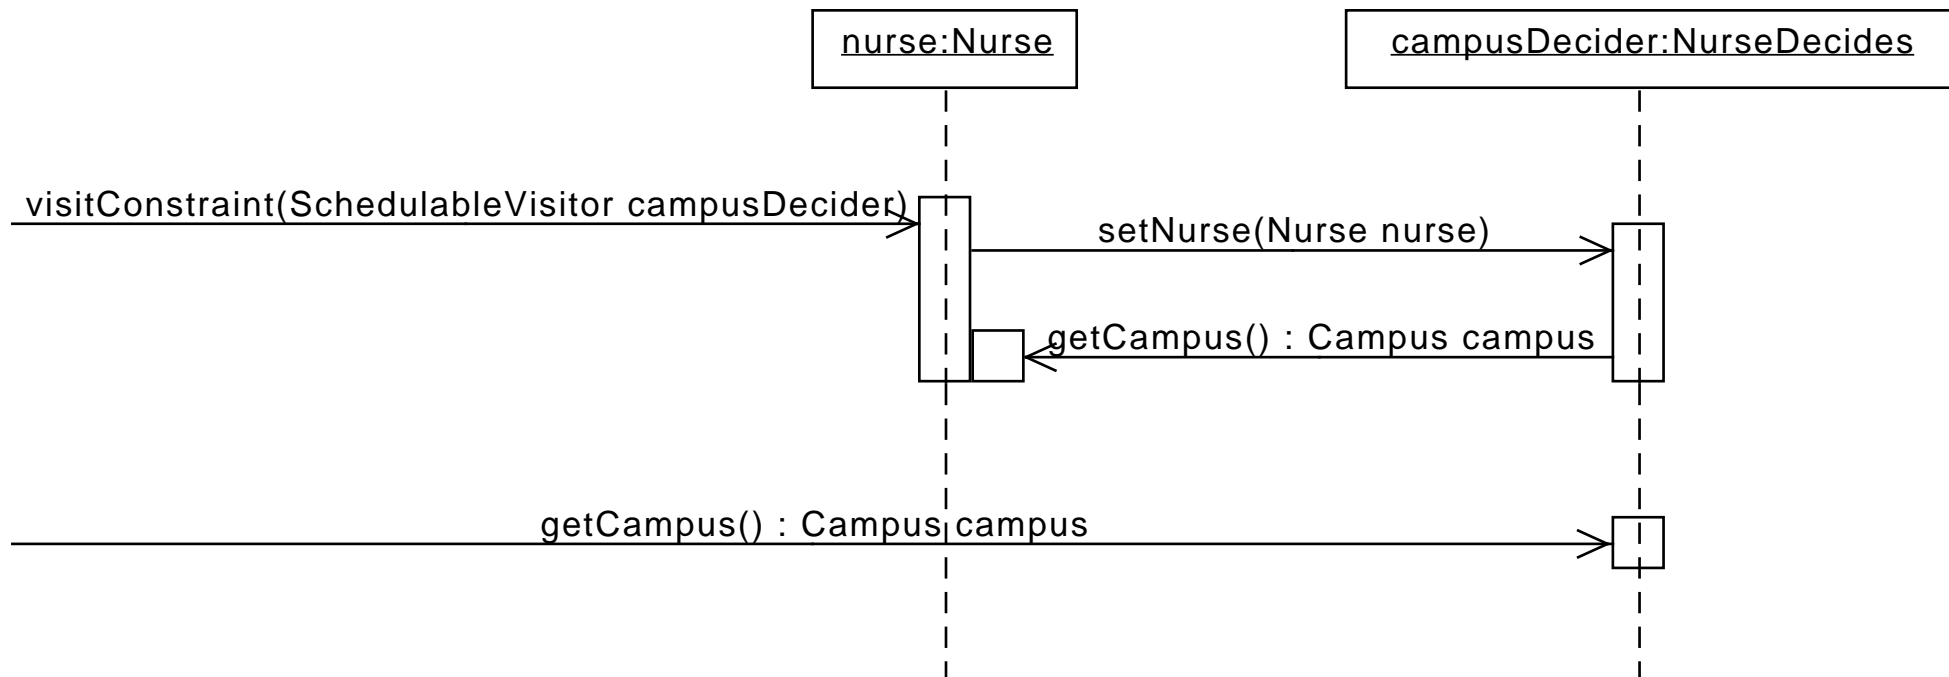 nurse:Nurse
campusDecider:NurseDecides
visitConstraint(SchedulableVisitor campusDecider)
setNurse(Nurse nurse)
getCampus() : Campus campus
getCampus() : Campus campus